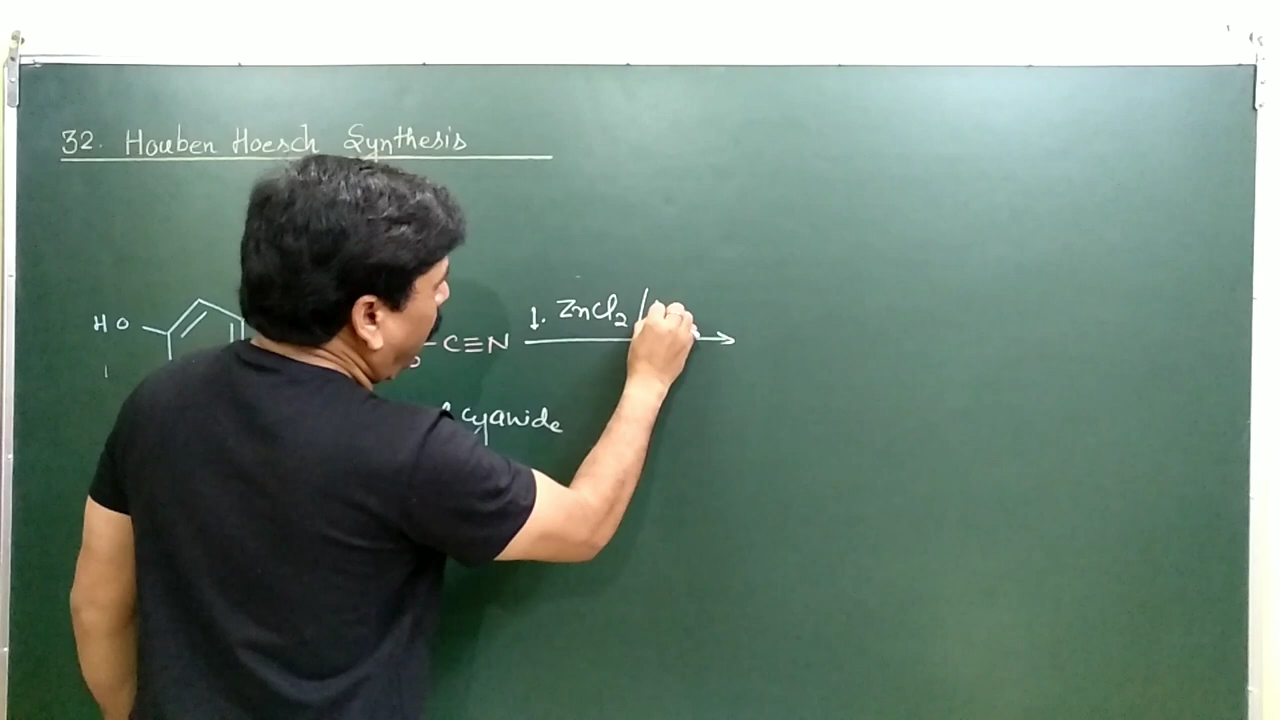 32. Houben Hoesch Synthesis
1. ZnCl2 /
HO
C≡N
cyanide